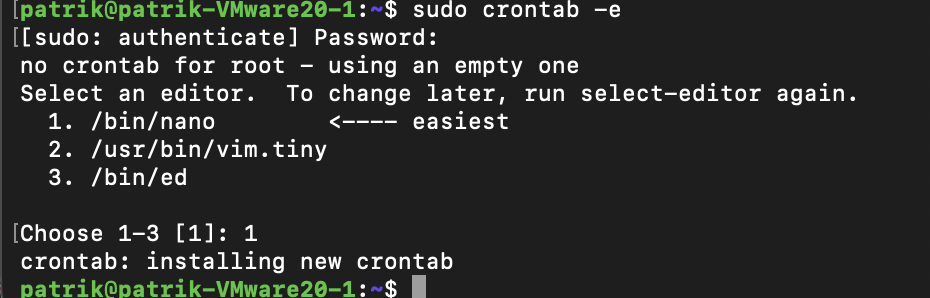 [patrik@patrik-VMware20-1:~$ sudo crontab -e
[[sudo: authenticate] Password:
no crontab for root - using an empty one
Select an editor.  To change later, run select-editor again.
  1. /bin/nano        <---- easiest
  2. /usr/bin/vim.tiny
  3. /bin/ed

[Choose 1-3 [1]: 1
crontab: installing new crontab
patrik@patrik-VMware20-1:~$